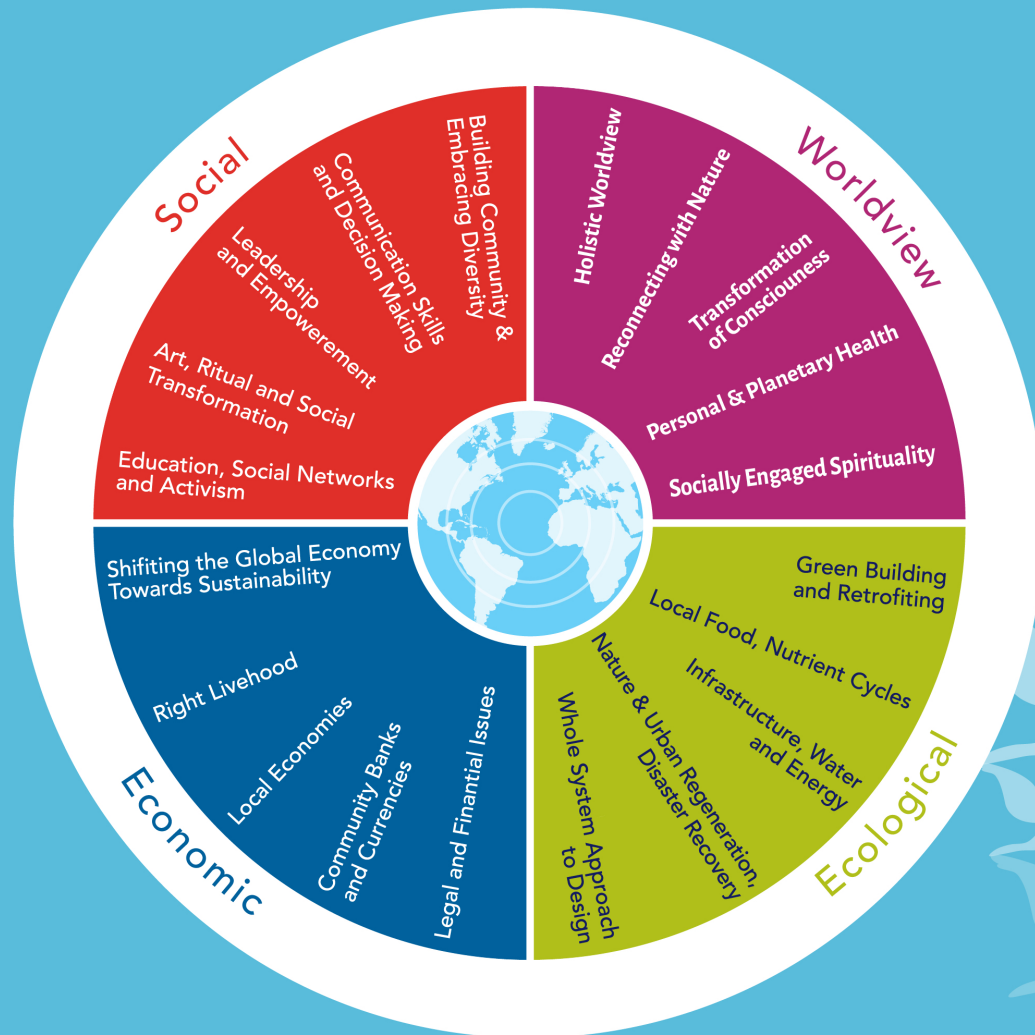 Social
Building Community &
Embracing Diversity
Communication Skills
and Decision Making
Leadership
and Empowerement
Art, Ritual and Social
Transformation
Education, Social Networks
and Activism
Worldview
Holistic Worldview
Reconnecting with Nature
Transformation
of Consciouness
Personal & Planetary Health
Socially Engaged Spirituality
Ecological
Green Building
and Retrofiting
Local Food, Nutrient Cycles
Infrastructure, Water
and Energy
Nature & Urban Regeneration,
Disaster Recovery
Whole System Approach
to Design
Economic
Shifiting the Global Economy
Towards Sustainability
Right Livehood
Local Economies
Community Banks
and Currencies
Legal and Finantial Issues